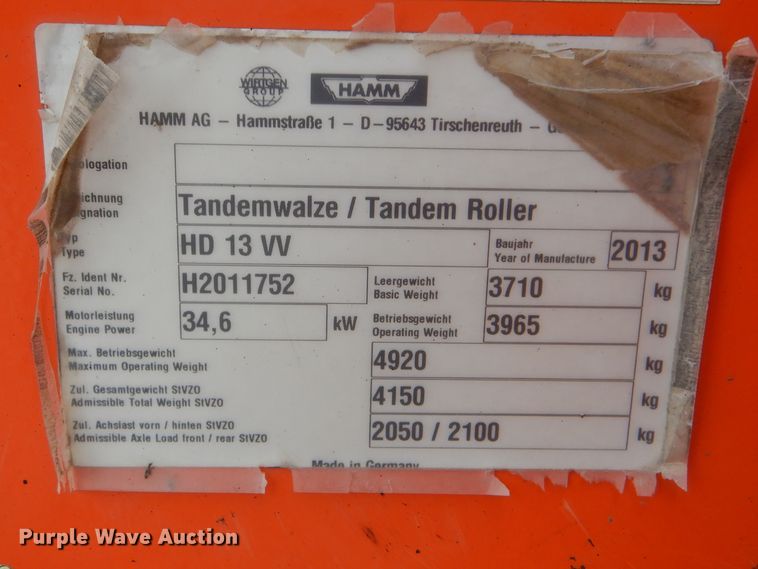 WIRTGEN
GROUP
HAMM
HAMM AG – Hammstraße 1 – D–95643 Tirschenreuth –
Tandemwalze / Tandem Roller
HD 13 VV
Type
Baujahr
Year of Manufacture
2013
Fz. Ident Nr.
Serial No.
H2011752
Leergewicht
Basic Weight
3710
kg
Motorleistung
Engine Power
34,6
kW
Betriebsgewicht
Operating Weight
3965
kg
Max. Betriebsgewicht
Maximum Operating Weight
4920
kg
Zul. Gesamtgewicht StVZO
Admissible Total Weight StVZO
4150
kg
Zul. Achslast vorn / hinten StVZO
Admissible Axle Load front / rear StVZO
2050 / 2100
kg
Made in Germany
Purple Wave Auction